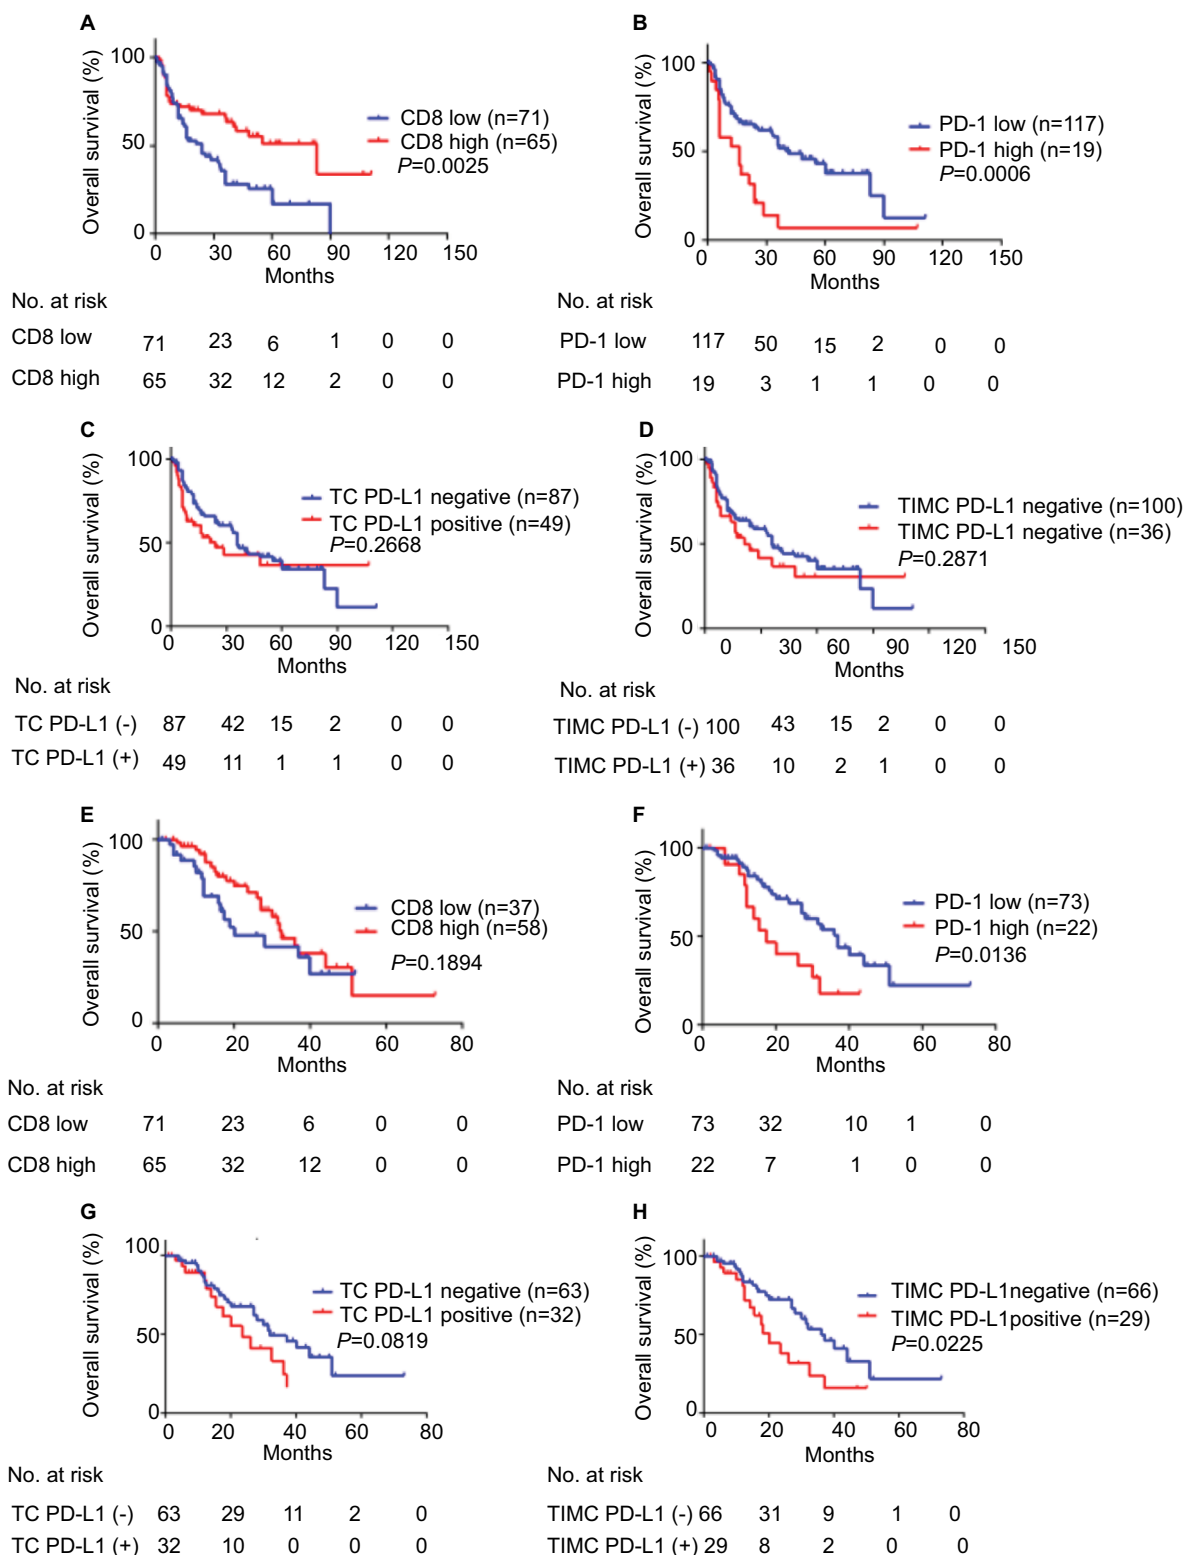 A
Overall survival (%)
100
50
0
CD8 low (n=71)
CD8 high (n=65)
P=0.0025
0 30 60 90 120 150
Months
No. at risk
CD8 low 71 23 6 1 0 0
CD8 high 65 32 12 2 0 0
B
Overall survival (%)
100
50
0
PD-1 low (n=117)
PD-1 high (n=19)
P=0.0006
0 30 60 90 120 150
Months
No. at risk
PD-1 low 117 50 15 2 0 0
PD-1 high 19 3 1 1 0 0
C
Overall survival (%)
100
50
0
TC PD-L1 negative (n=87)
TC PD-L1 positive (n=49)
P=0.2668
0 30 60 90 120 150
Months
No. at risk
TC PD-L1 (-) 87 42 15 2 0 0
TC PD-L1 (+) 49 11 1 1 0 0
D
Overall survival (%)
100
50
0
TIMC PD-L1 negative (n=100)
TIMC PD-L1 negative (n=36)
P=0.2871
0 30 60 90 120 150
Months
No. at risk
TIMC PD-L1 (-) 100 43 15 2 0 0
TIMC PD-L1 (+) 36 10 2 1 0 0
E
Overall survival (%)
100
50
0
CD8 low (n=37)
CD8 high (n=58)
P=0.1894
0 20 40 60 80
Months
No. at risk
CD8 low 71 23 6 0 0
CD8 high 65 32 12 0 0
F
Overall survival (%)
100
50
0
PD-1 low (n=73)
PD-1 high (n=22)
P=0.0136
0 20 40 60 80
Months
No. at risk
PD-1 low 73 32 10 1 0
PD-1 high 22 7 1 0 0
G
Overall survival (%)
100
50
0
TC PD-L1 negative (n=63)
TC PD-L1 positive (n=32)
P=0.0819
0 20 40 60 80
Months
No. at risk
TC PD-L1 (-) 63 29 11 2 0
TC PD-L1 (+) 32 10 0 0 0
H
Overall survival (%)
100
50
0
TIMC PD-L1negative (n=66)
TIMC PD-L1positive (n=29)
P=0.0225
0 20 40 60 80
Months
No. at risk
TIMC PD-L1 (-) 66 31 9 1 0
TIMC PD-L1 (+) 29 8 2 0 0